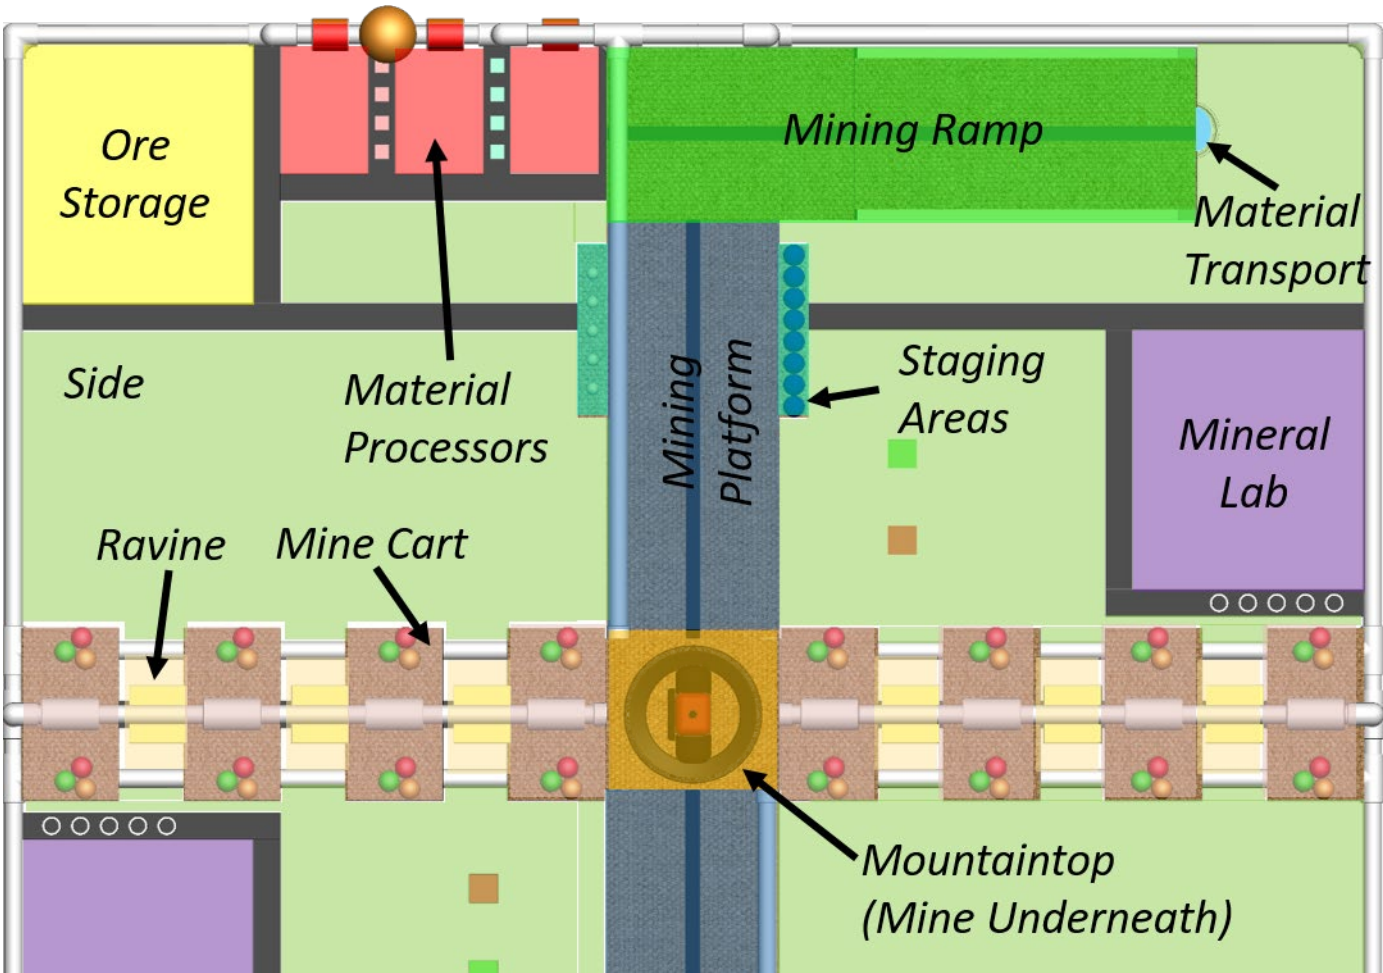 Ore
Storage
Mining Ramp
Material
Transport
Side
Material
Processors
Mining
Platform
Staging
Areas
Mineral
Lab
Ravine
Mine Cart
Mountaintop
(Mine Underneath)